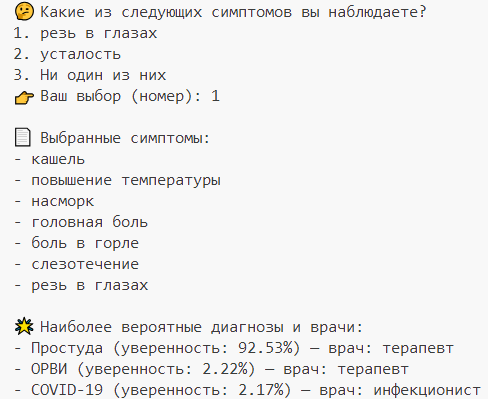 🤔 Какие из следующих симптомов вы наблюдаете?
1. резь в глазах
2. усталость
3. Ни один из них
👉 Ваш выбор (номер): 1
📄 Выбранные симптомы:
- кашель
- повышение температуры
- насморк
- головная боль
- боль в горле
- слезотечение
- резь в глазах
🌟 Наиболее вероятные диагнозы и врачи:
- Простуда (уверенность: 92.53%) — врач: терапевт
- ОРВИ (уверенность: 2.22%) — врач: терапевт
- COVID-19 (уверенность: 2.17%) — врач: инфекционист